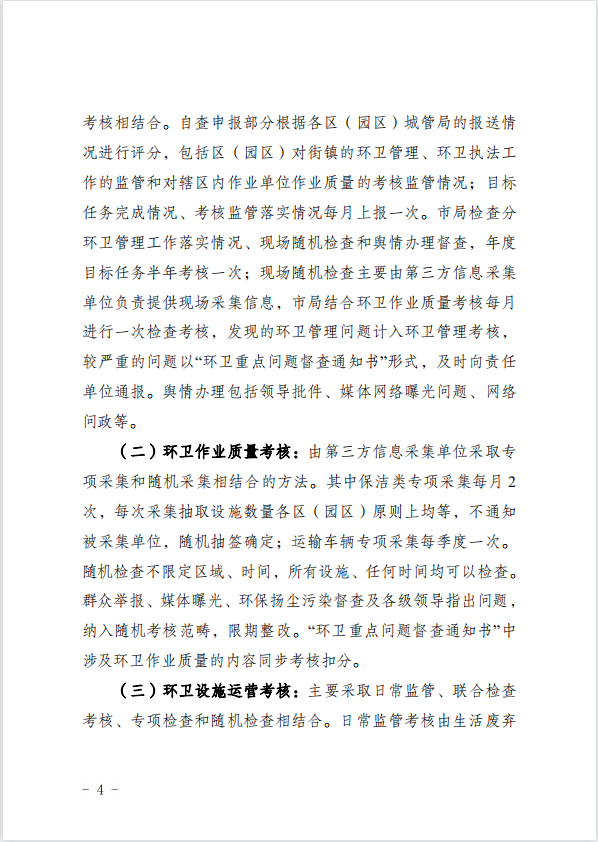 考核相结合。自查申报部分根据各区（园区）城管局的报送情
况进行评分，包括区（园区）对街镇的环卫管理、环卫执法工
作的监管和对辖区内作业单位作业质量的考核监管情况；目标
任务完成情况、考核监管落实情况每月上报一次。市局检查分
环卫管理工作落实情况、现场随机检查和舆情办理督查，年度
目标任务半年考核一次；现场随机检查主要由第三方信息采集
单位负责提供现场采集信息，市局结合环卫作业质量考核每月
进行一次检查考核，发现的环卫管理问题计入环卫管理考核，
较严重的问题以“环卫重点问题督查通知书”形式，及时向责任
单位通报。舆情办理包括领导批件、媒体网络曝光问题、网络
问政等。
（二）环卫作业质量考核：由第三方信息采集单位采取专
项采集和随机采集相结合的方法。其中保洁类专项采集每月 2
次，每次采集抽取设施数量各区（园区）原则上均等，不通知
被采集单位，随机抽签确定；运输车辆专项采集每季度一次。
随机检查不限定区域、时间，所有设施、任何时间均可以检查。
群众举报、媒体曝光、环保扬尘污染督查及各级领导指出问题，
纳入随机考核范畴，限期整改。“环卫重点问题督查通知书”中
涉及环卫作业质量的内容同步考核扣分。
（三）环卫设施运营考核：主要采取日常监管、联合检查
考核、专项检查和随机检查相结合。日常监管考核由生活废弃
- 4 -